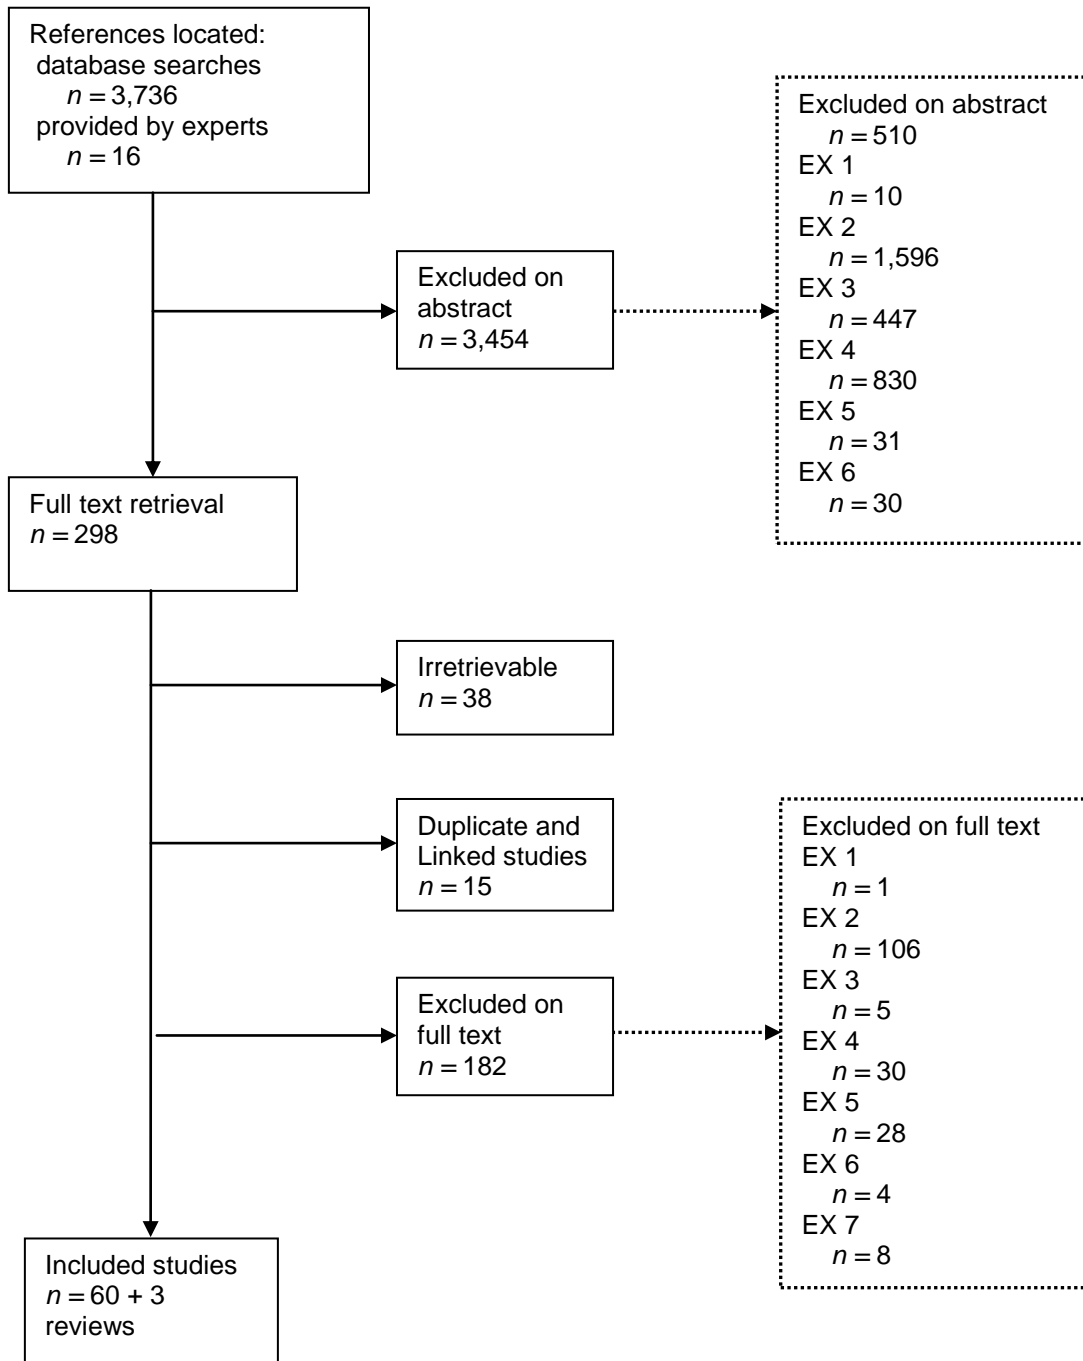 References located:
database searches
n = 3,736
provided by experts
n = 16
Excluded on abstract
n = 510
EX 1
n = 10
EX 2
n = 1,596
EX 3
n = 447
EX 4
n = 830
EX 5
n = 31
EX 6
n = 30
Excluded on
abstract
n = 3,454
Full text retrieval
n = 298
Irretrievable
n = 38
Duplicate and
Linked studies
n = 15
Excluded on
full text
n = 182
Excluded on full text
EX 1
n = 1
EX 2
n = 106
EX 3
n = 5
EX 4
n = 30
EX 5
n = 28
EX 6
n = 4
EX 7
n = 8
Included studies
n = 60 + 3
reviews